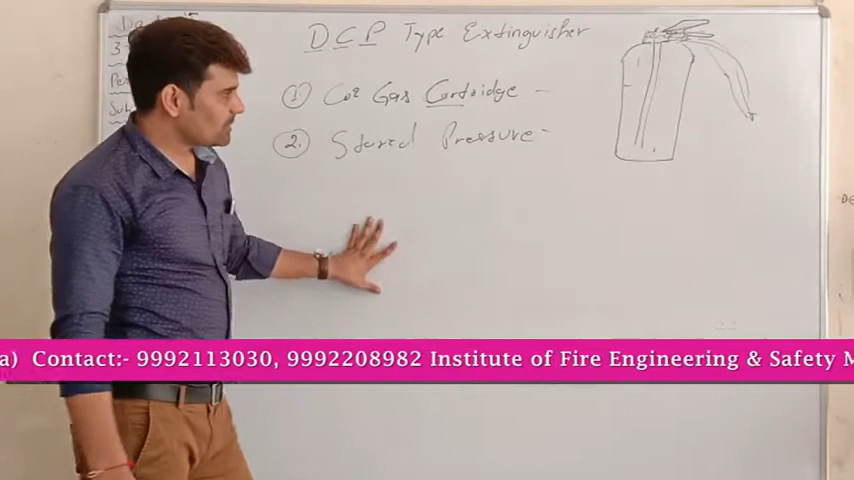 DCP Type Extinguisher
① Co2 Gas Cartridge -
② Stored Pressure -
a) Contact:- 9992113030, 9992208982 Institute of Fire Engineering & Safety M